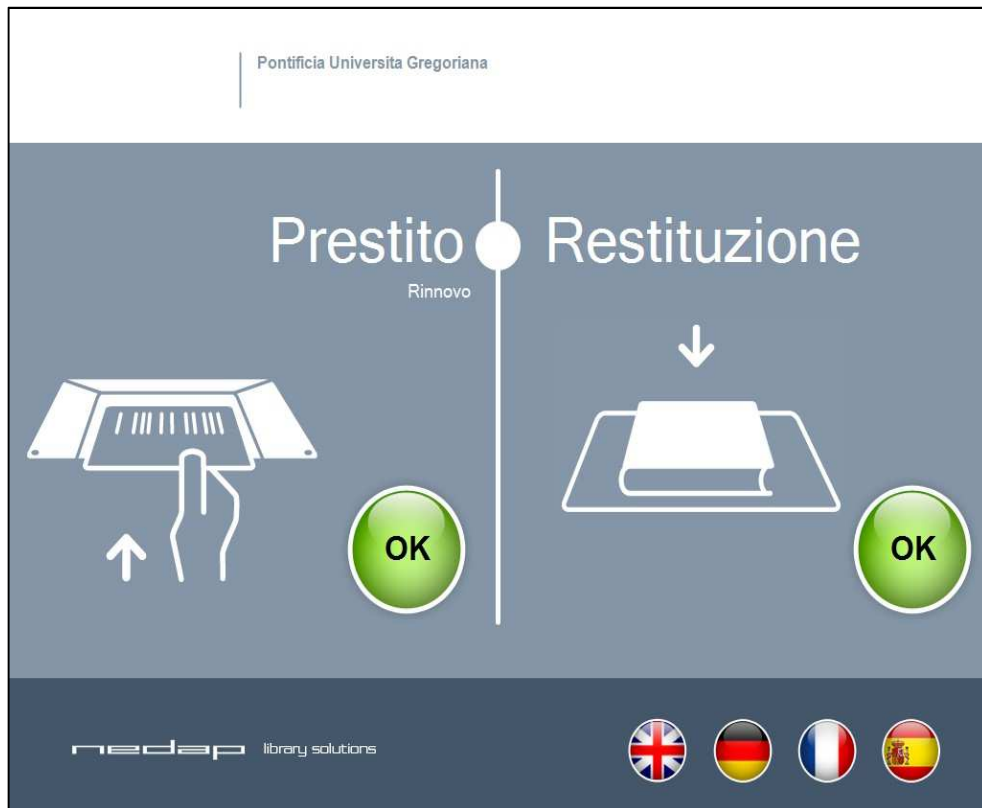 Pontificia Universita Gregoriana
Prestito
Rinnovo
OK
Restituzione
OK
nedap library solutions